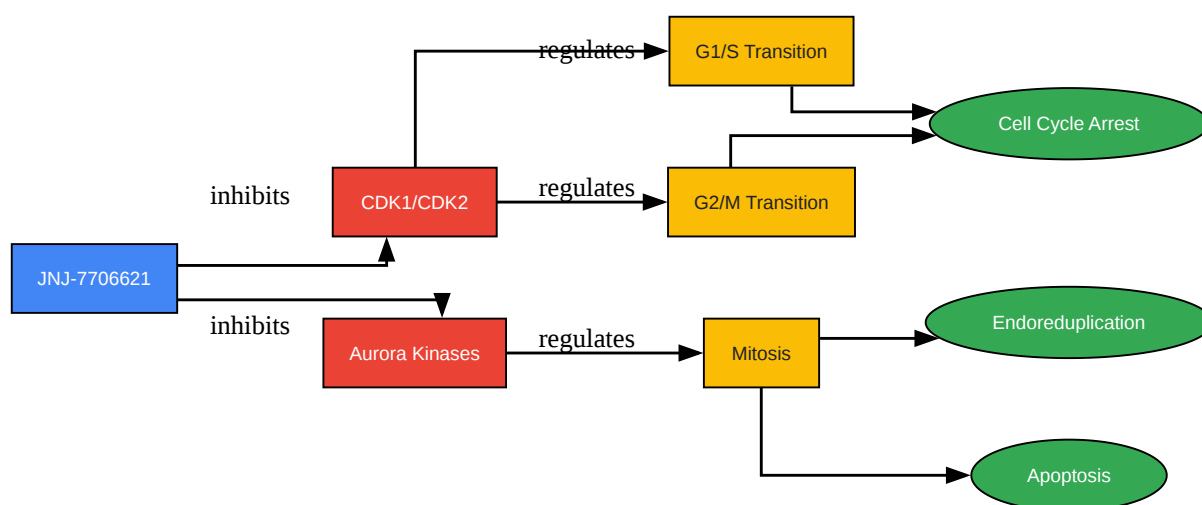 regulates
G1/S Transition
Cell Cycle Arrest
inhibits
CDK1/CDK2
regulates
G2/M Transition
JNJ-7706621
inhibits
Aurora Kinases
regulates
Mitosis
Endoreduplication
Apoptosis